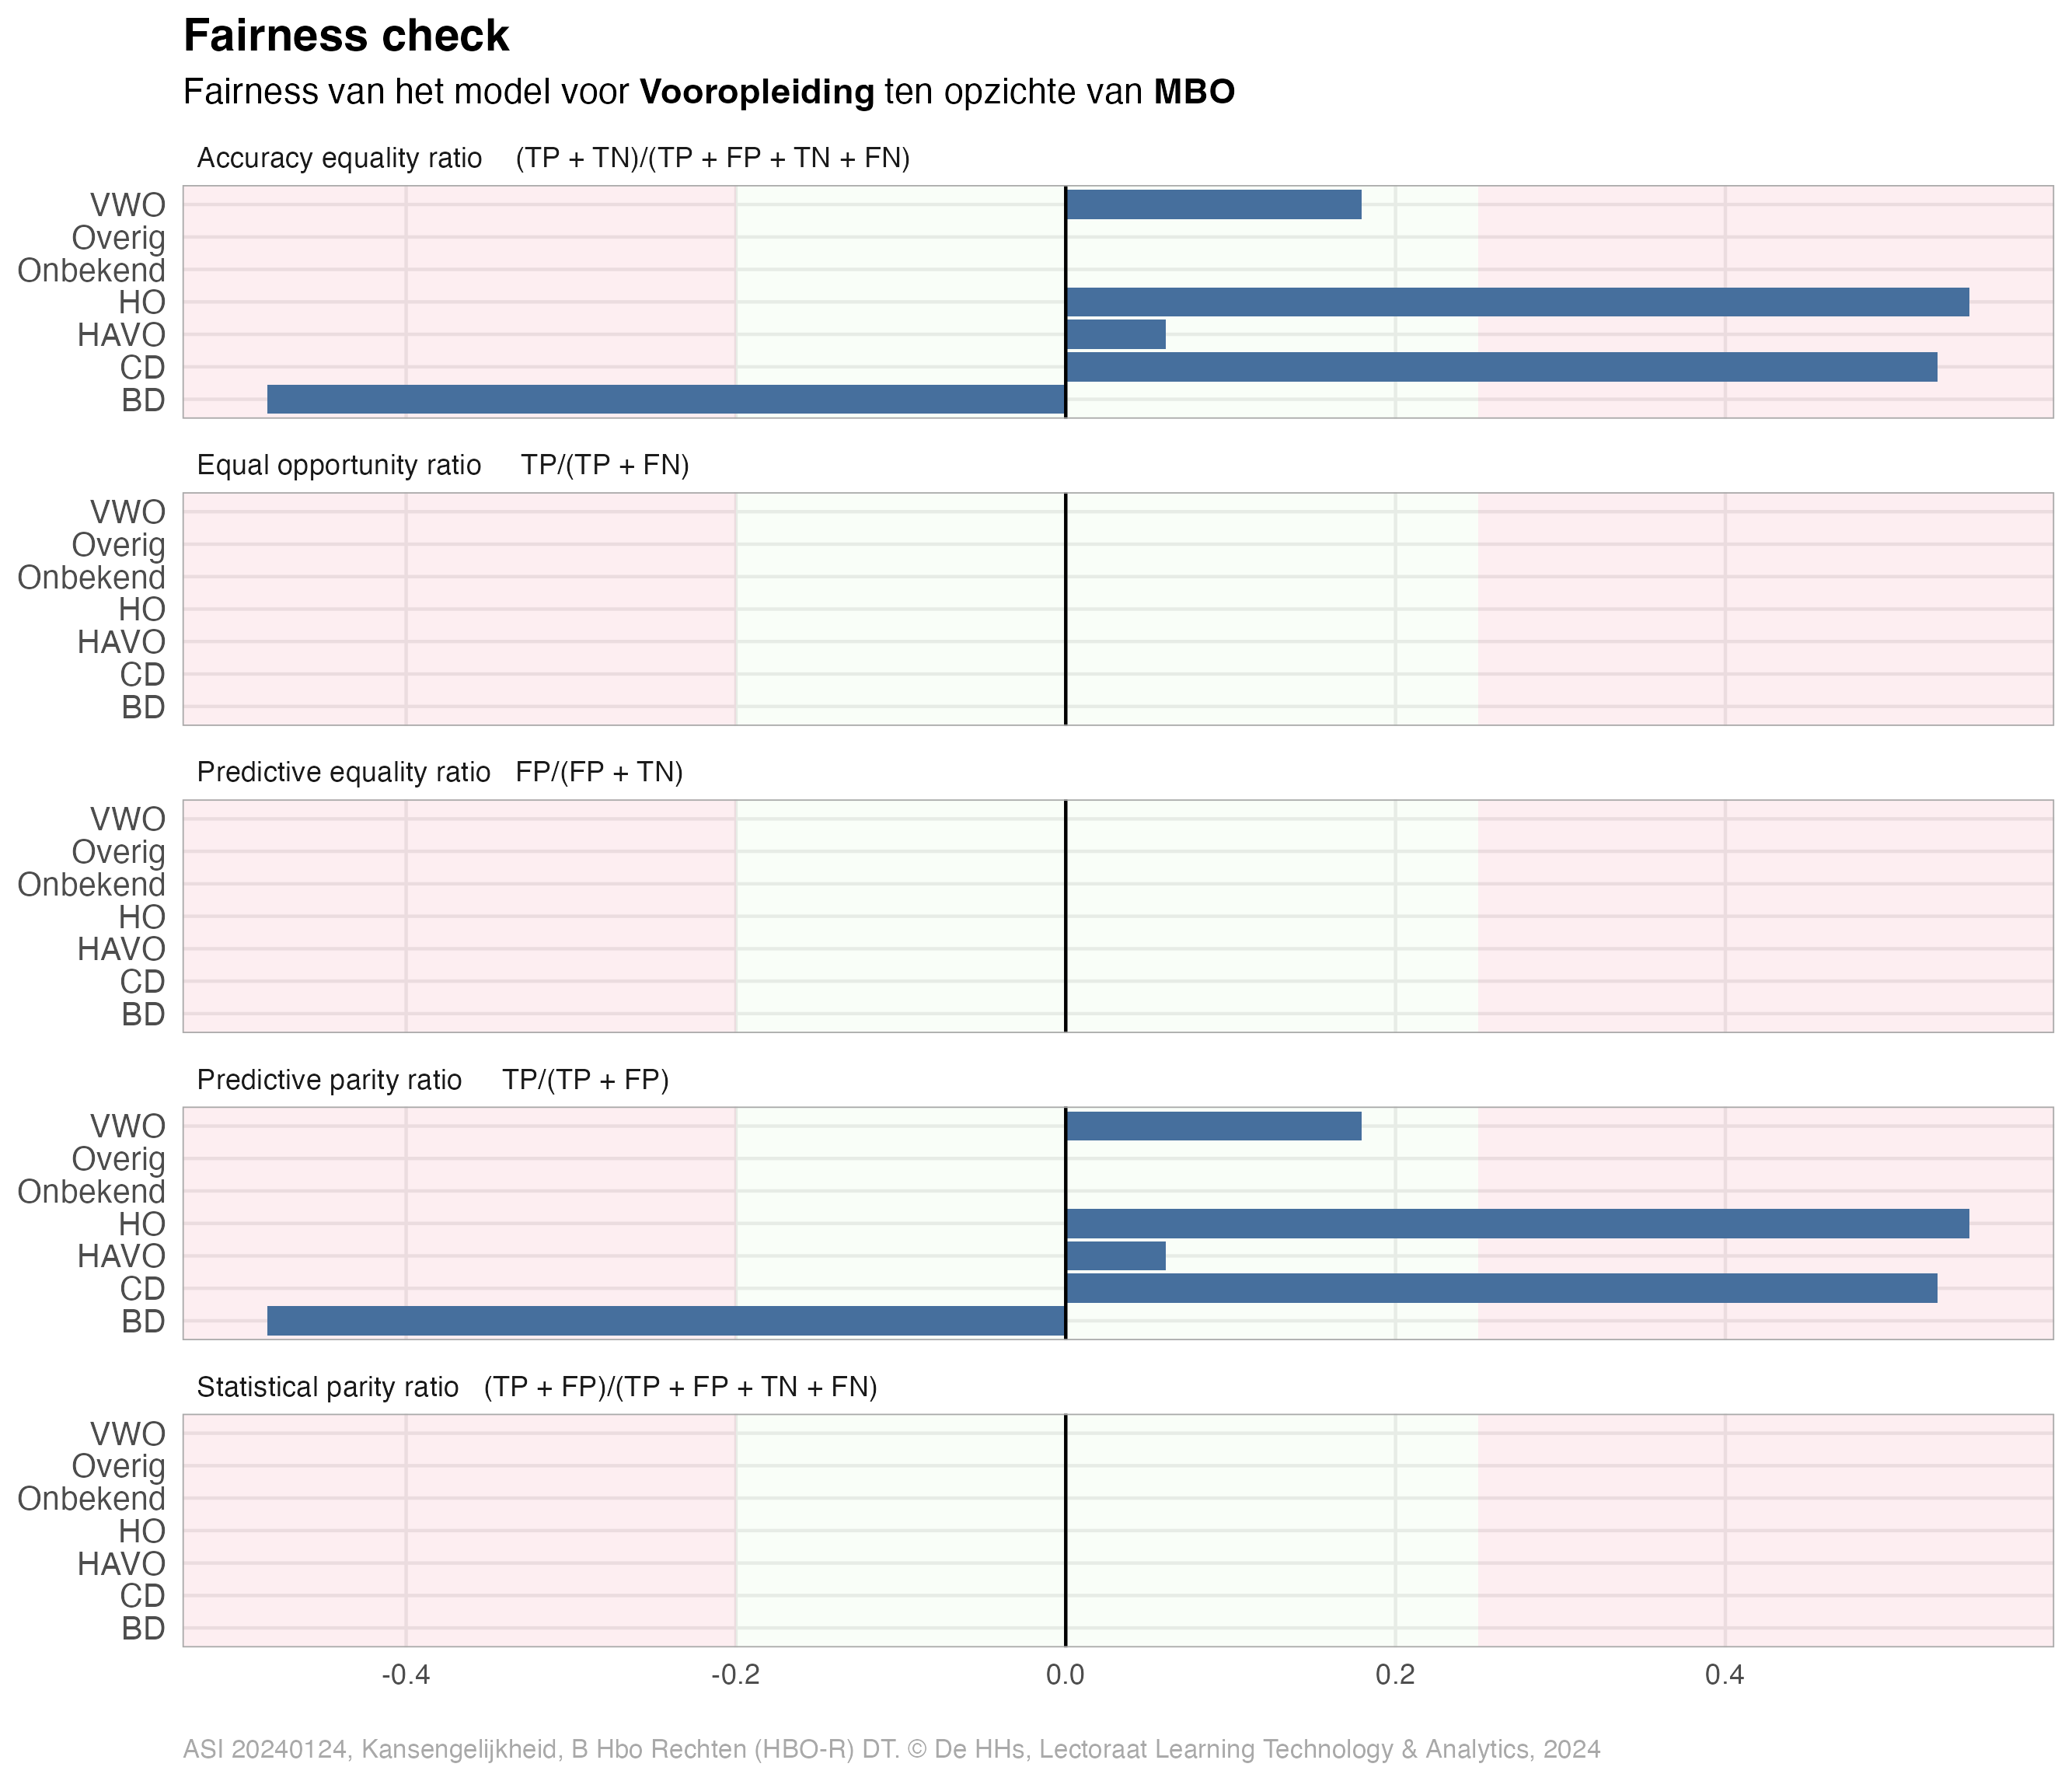 Fairness check
Fairness van het model voor Vooropleiding ten opzichte van MBO
Accuracy equality ratio (TP + TN)/(TP + FP + TN + FN)
VWO
Overig
Onbekend
HO
HAVO
CD
BD
Equal opportunity ratio TP/(TP + FN)
VWO
Overig
Onbekend
HO
HAVO
CD
BD
Predictive equality ratio FP/(FP + TN)
VWO
Overig
Onbekend
HO
HAVO
CD
BD
Predictive parity ratio TP/(TP + FP)
VWO
Overig
Onbekend
HO
HAVO
CD
BD
Statistical parity ratio (TP + FP)/(TP + FP + TN + FN)
VWO
Overig
Onbekend
HO
HAVO
CD
BD
-0.4 -0.2 0.0 0.2 0.4
ASI 20240124, Kansengelijkheid, B Hbo Rechten (HBO-R) DT. © De HHs, Lectoraat Learning Technology & Analytics, 2024